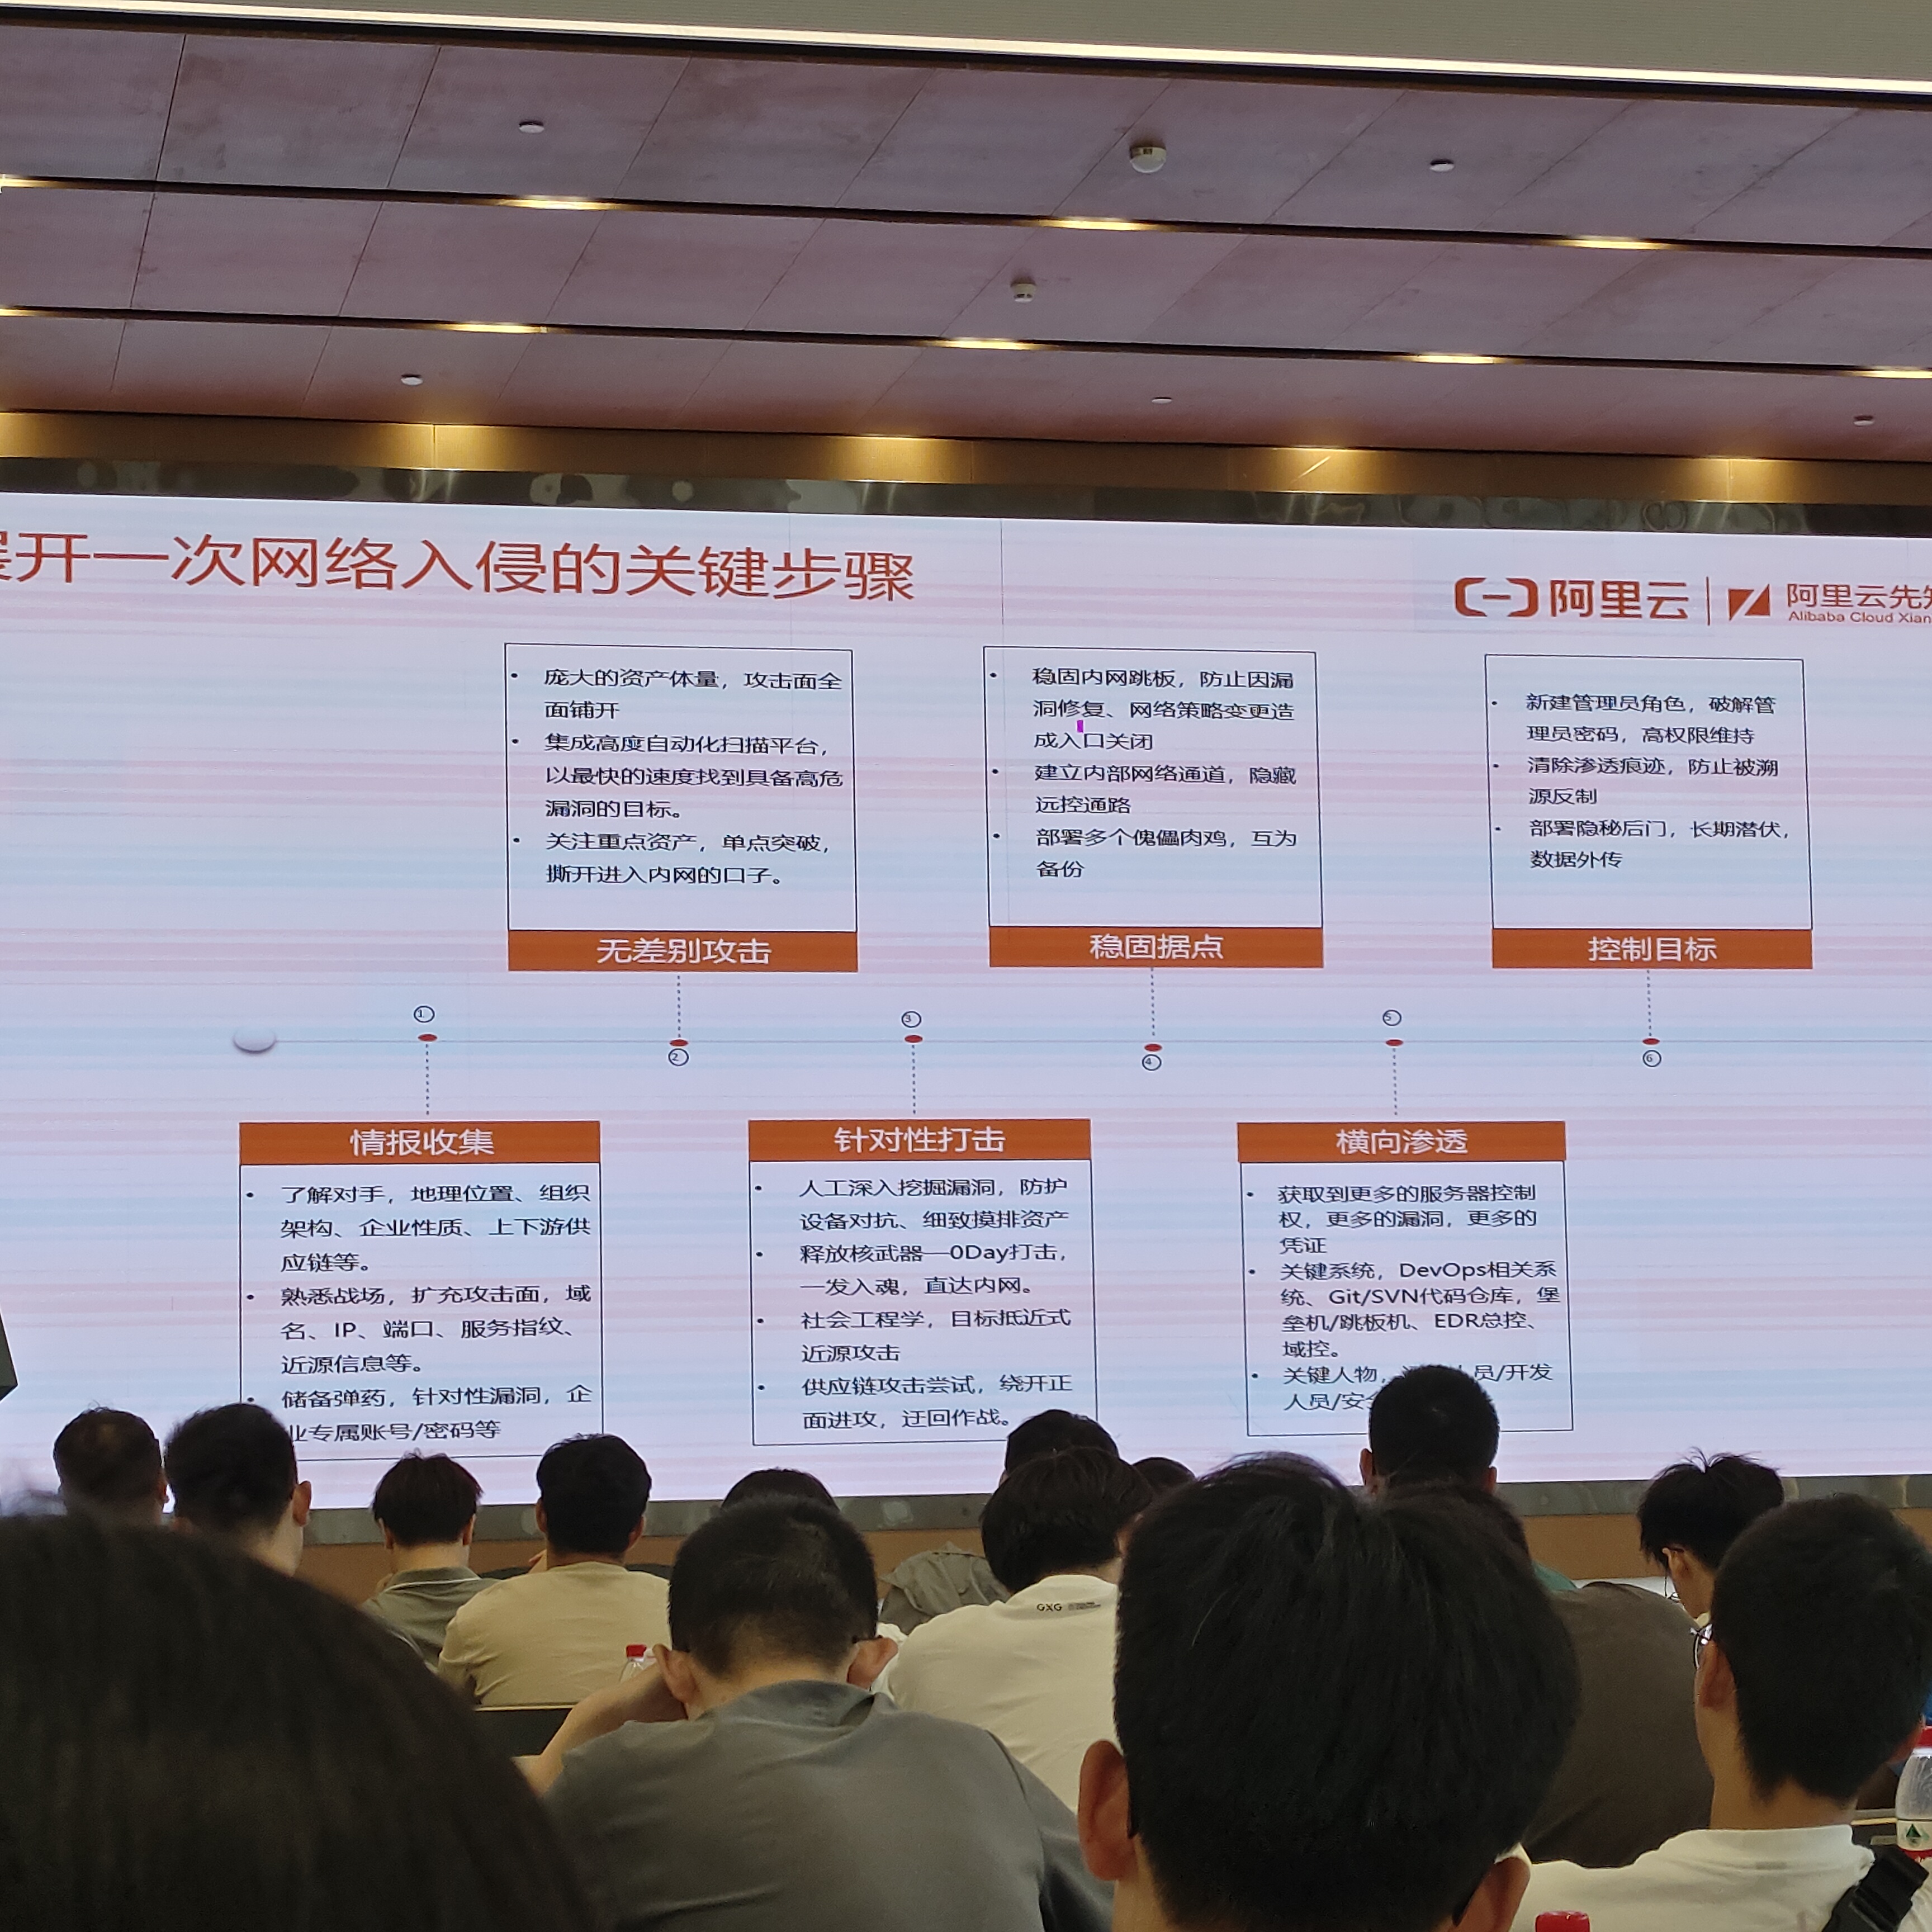 开一次网络入侵的关键步骤
阿里云
阿里云先
Alibaba Cloud Xian
庞大的资产体量，攻击面全
面铺开
集成高度自动化扫描平台，
以最快的速度找到具备高危
漏洞的目标。
关注重点资产，单点突破，
撕开进入内网的口子。
无差别攻击
稳固内网跳板，防止因漏
洞修复、网络策略变更造
成入口关闭
建立内部网络通道，隐藏
远控通路
部署多个傀儡肉鸡，互为
备份
稳固据点
新建管理员角色，破解管
理员密码，高权限维持
清除渗透痕迹，防止被溯
源反制
部署隐秘后门，长期潜伏，
数据外传
控制目标
1
2
3
4
5
6
情报收集
了解对手，地理位置、组织
架构、企业性质、上下游供
应链等。
熟悉战场，扩充攻击面，域
名、IP、端口、服务指纹、
近源信息等。
储备弹药，针对性漏洞，企
业专属账号/密码等
针对性打击
人工深入挖掘漏洞，防护
设备对抗、细致摸排资产
释放核武器—0Day打击，
一发入魂，直达内网。
社会工程学，目标抵近式
近源攻击
供应链攻击尝试，绕开正
面进攻，迂回作战。
横向渗透
获取到更多的服务器控制
权，更多的漏洞，更多的
凭证
关键系统，DevOps相关系
统、Git/SVN代码仓库，堡
垒机/跳板机、EDR总控、
域控。
关键人物，员/开发
人员/安
GXG